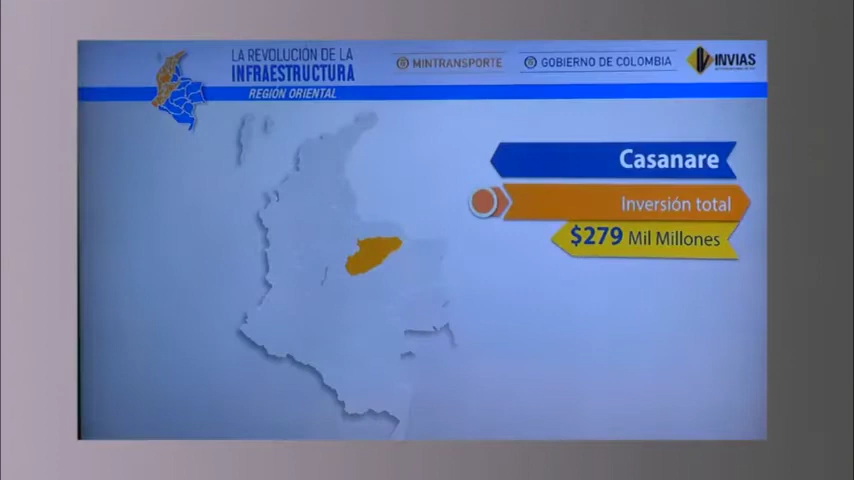 LA REVOLUCIÓN DE LA
INFRAESTRUCTURA
REGIÓN ORIENTAL
MINTRANSPORTE
GOBIERNO DE COLOMBIA
INVIAS
Casanare
Inversión total
$279 Mil Millones